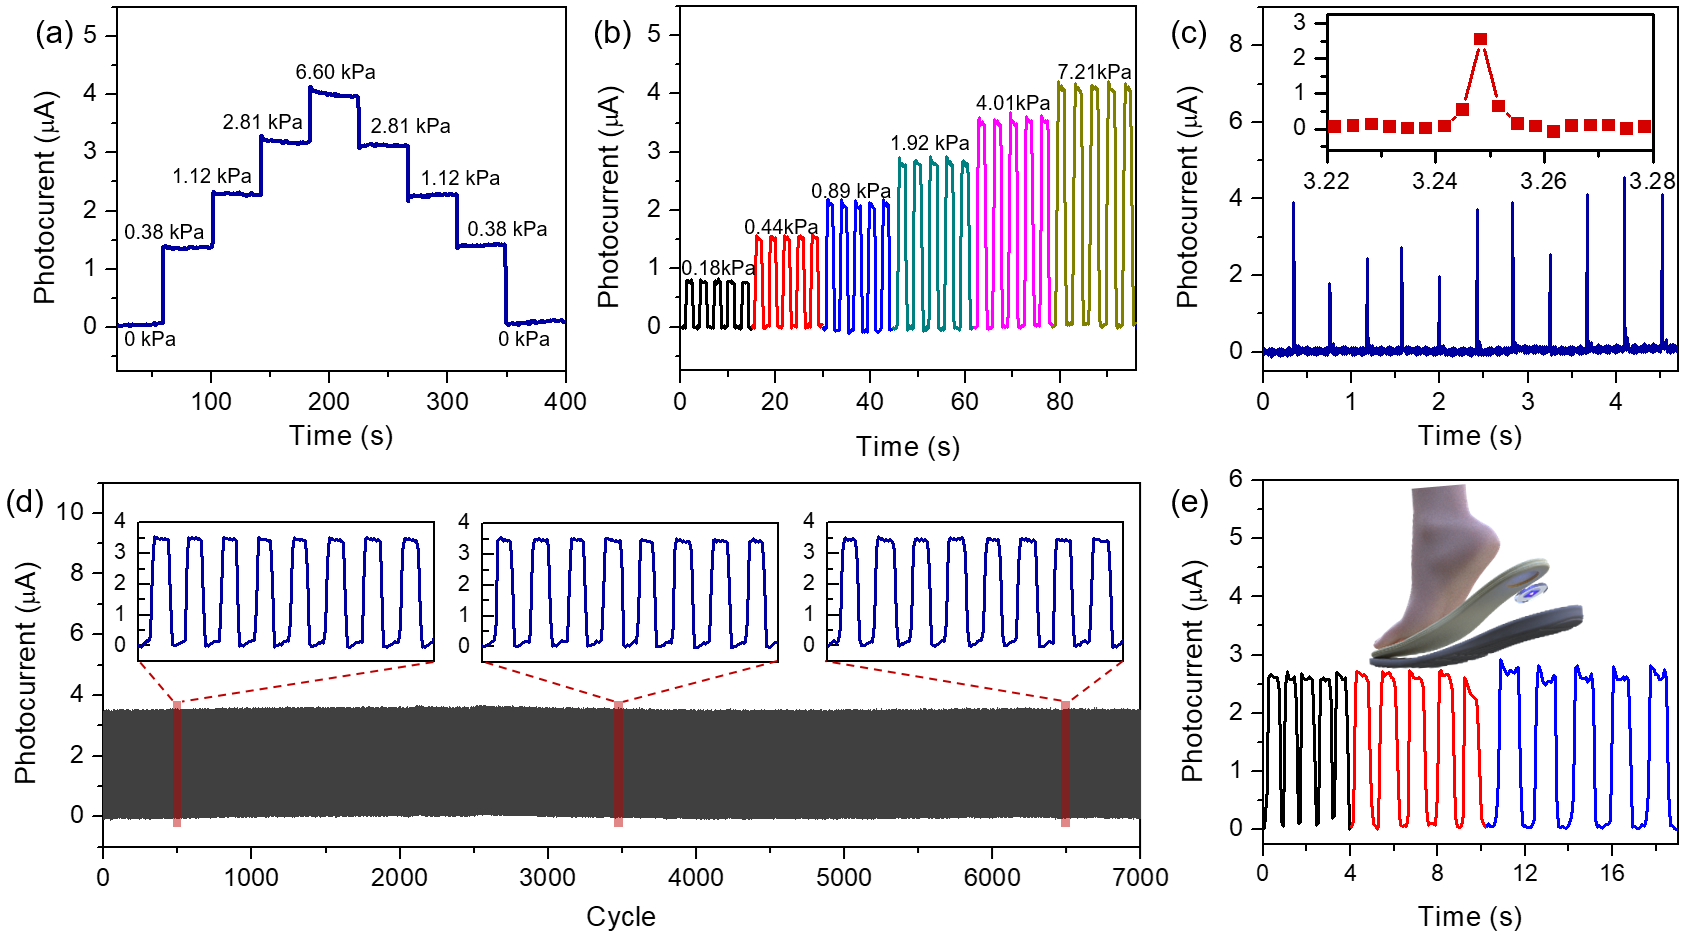 (a)
5
4
3
2
1
0
Photocurrent (μA)
6.60 kPa
2.81 kPa
2.81 kPa
1.12 kPa
1.12 kPa
0.38 kPa
0.38 kPa
0 kPa
0 kPa
100
200
300
400
Time (s)
(b)
5
4
3
2
1
0
Photocurrent (μA)
7.21kPa
4.01kPa
1.92 kPa
0.89 kPa
0.44kPa
0.18kPa
0
20
40
60
80
Time (s)
(c)
8
6
4
2
0
Photocurrent (μA)
3
2
1
0
3.22
3.24
3.26
3.28
0
1
2
3
4
Time (s)
(d)
10
8
6
4
2
0
Photocurrent (μA)
4
3
2
1
0
4
3
2
1
0
4
3
2
1
0
0
1000
2000
3000
4000
5000
6000
7000
Cycle
(e)
6
5
4
3
2
1
0
Photocurrent (μA)
0
4
8
12
16
Time (s)